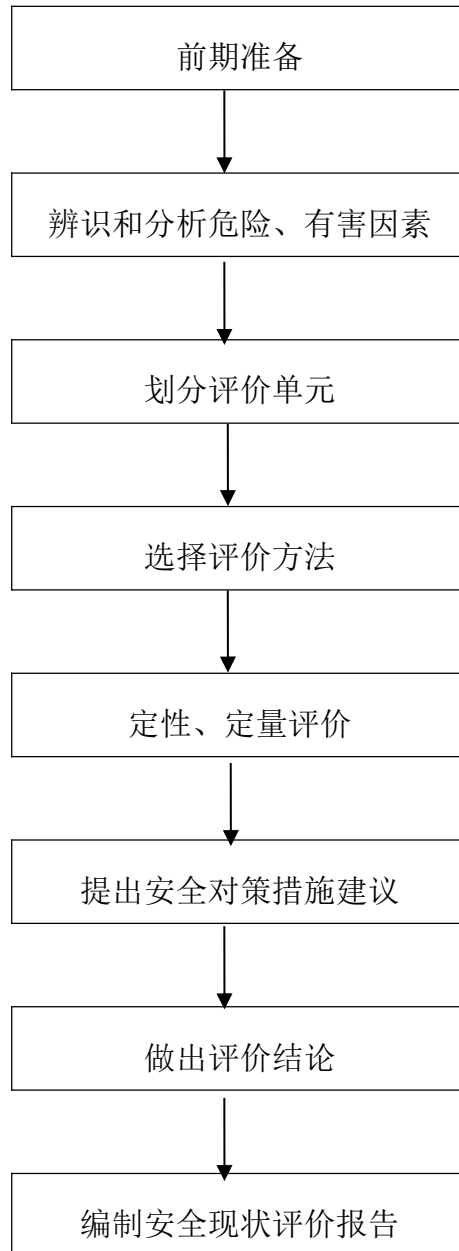 前期准备
辨识和分析危险、有害因素
划分评价单元
选择评价方法
定性、定量评价
提出安全对策措施建议
做出评价结论
编制安全现状评价报告